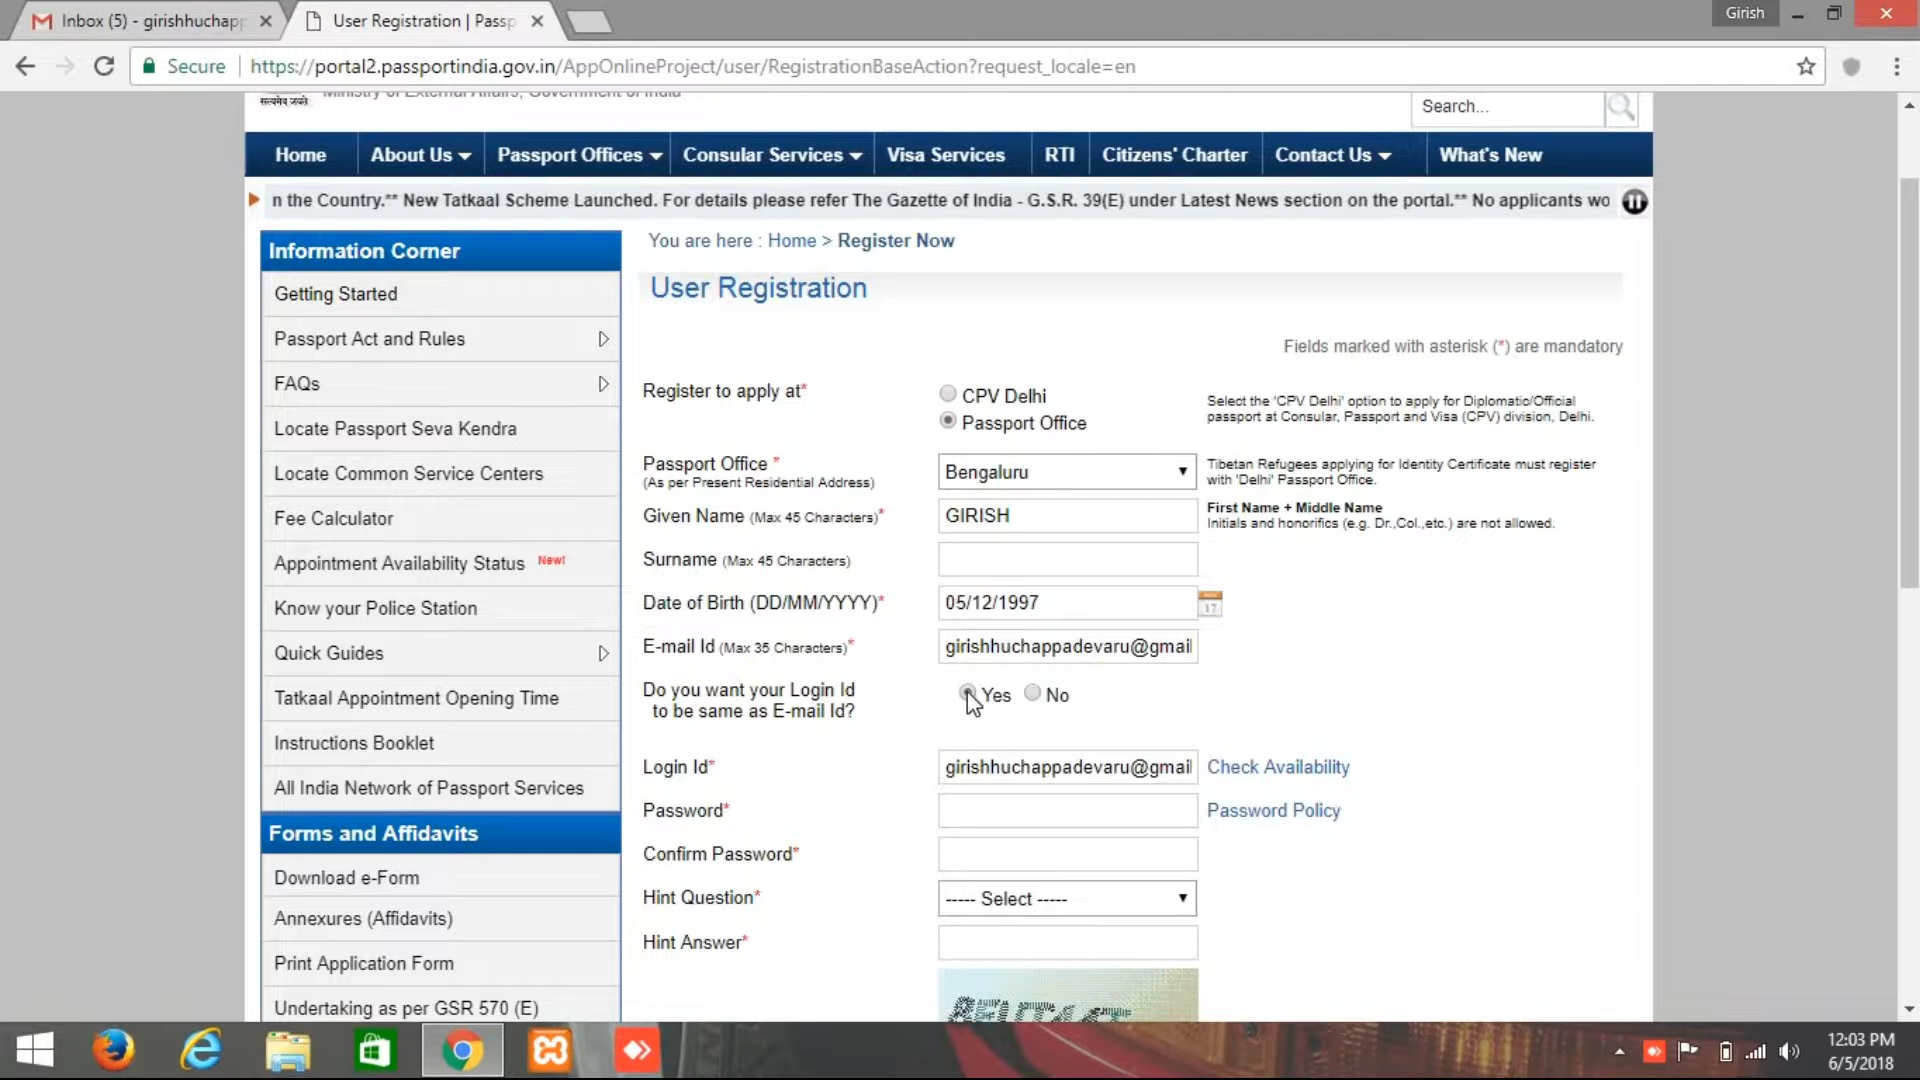 Inbox (5) - girishhuchapp
User Registration | Passp
Girish
Secure
https://portal2.passportindia.gov.in/AppOnlineProject/user/RegistrationBaseAction?request_locale=en
सत्यमेव जयते
Ministry of External Affairs, Government of India
Search...
Home
About Us
Passport Offices
Consular Services
Visa Services
RTI
Citizens' Charter
Contact Us
What's New
n the Country.** New Tatkaal Scheme Launched. For details please refer The Gazette of India - G.S.R. 39(E) under Latest News section on the portal.** No applicants wo
Information Corner
Getting Started
Passport Act and Rules
FAQs
Locate Passport Seva Kendra
Locate Common Service Centers
Fee Calculator
Appointment Availability Status New!
Know your Police Station
Quick Guides
Tatkaal Appointment Opening Time
Instructions Booklet
All India Network of Passport Services
Forms and Affidavits
Download e-Form
Annexures (Affidavits)
Print Application Form
Undertaking as per GSR 570 (E)
You are here : Home > Register Now
User Registration
Fields marked with asterisk (*) are mandatory
Register to apply at*
CPV Delhi
Passport Office
Select the 'CPV Delhi' option to apply for Diplomatic/Official
passport at Consular, Passport and Visa (CPV) division, Delhi.
Passport Office *
(As per Present Residential Address)
Bengaluru
Tibetan Refugees applying for Identity Certificate must register
with 'Delhi' Passport Office.
Given Name (Max 45 Characters)*
GIRISH
First Name + Middle Name
Initials and honorifics (e.g. Dr.,Col.,etc.) are not allowed.
Surname (Max 45 Characters)
Date of Birth (DD/MM/YYYY)*
05/12/1997
17
E-mail Id (Max 35 Characters)*
girishhuchappadevaru@gmail
Do you want your Login Id
to be same as E-mail Id?
Yes
No
Login Id*
girishhuchappadevaru@gmail
Check Availability
Password*
Password Policy
Confirm Password*
Hint Question*
----- Select -----
Hint Answer*
12:03 PM
6/5/2018